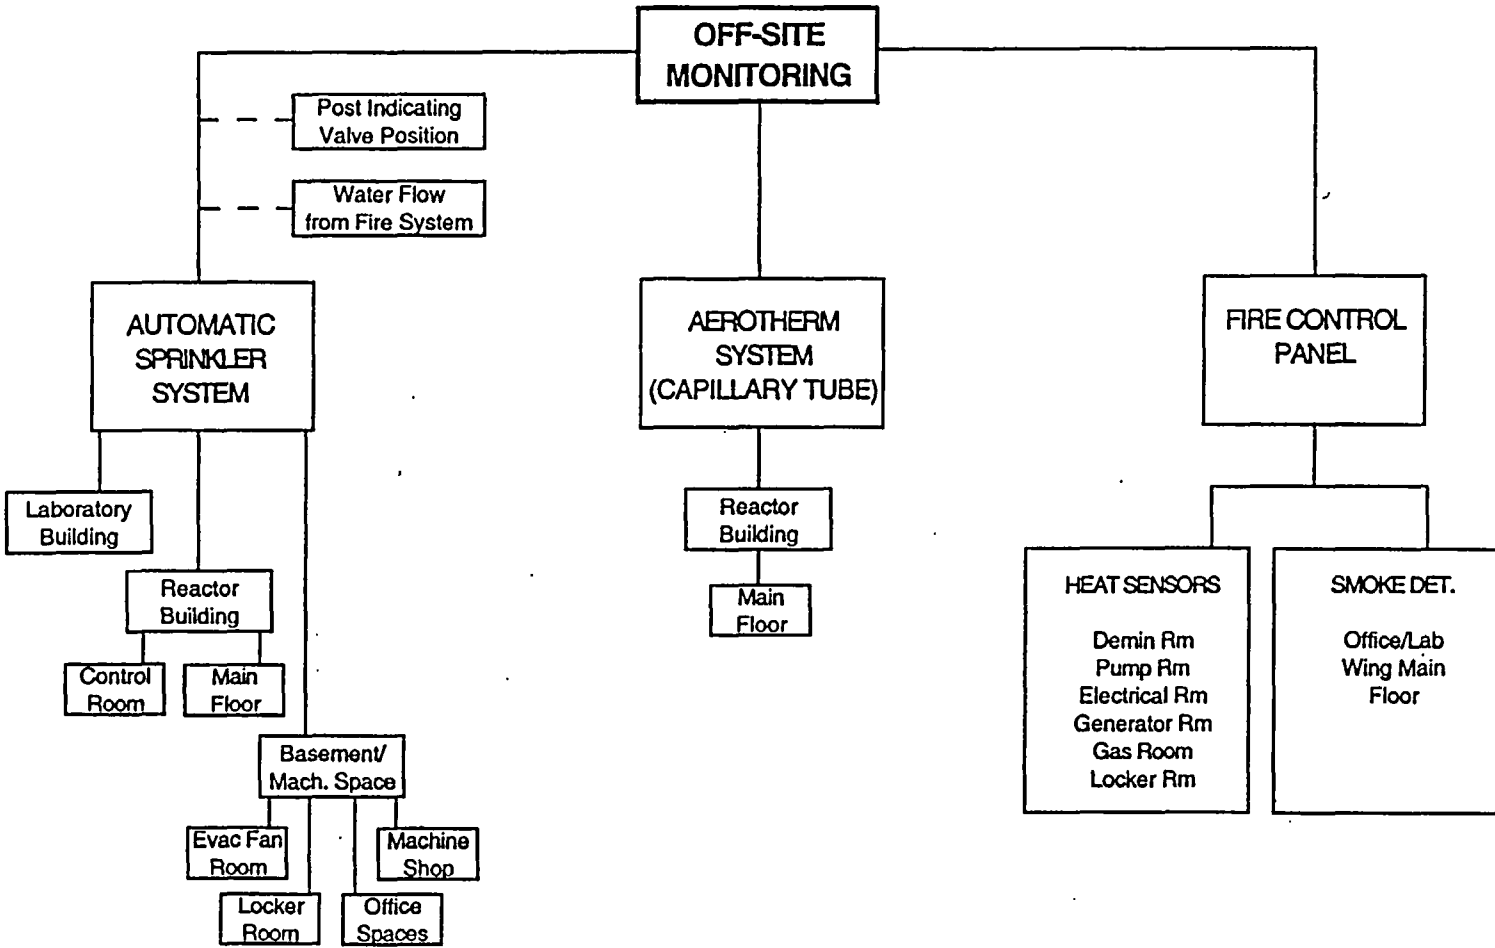 OFF-SITE
MONITORING
Post Indicating
Valve Position
Water Flow
from Fire System
AUTOMATIC
SPRINKLER
SYSTEM
AEROTHERM
SYSTEM
(CAPILLARY TUBE)
FIRE CONTROL
PANEL
Laboratory
Building
Reactor
Building
Control
Room
Main
Floor
Basement/
Mach. Space
Evac Fan
Room
Machine
Shop
Locker
Room
Office
Spaces
Reactor
Building
Main
Floor
HEAT SENSORS
Demin Rm
Pump Rm
Electrical Rm
Generator Rm
Gas Room
Locker Rm
SMOKE DET.
Office/Lab
Wing Main
Floor